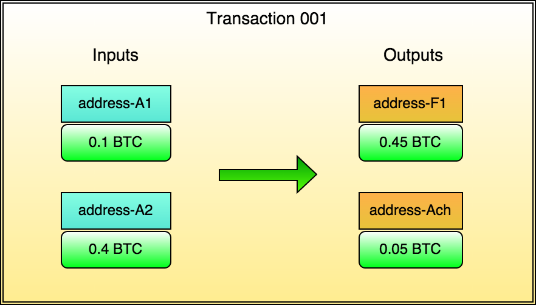 Transaction 001
Inputs
Outputs
address-A1
address-F1
0.1 BTC
0.45 BTC
address-A2
address-Ach
0.4 BTC
0.05 BTC